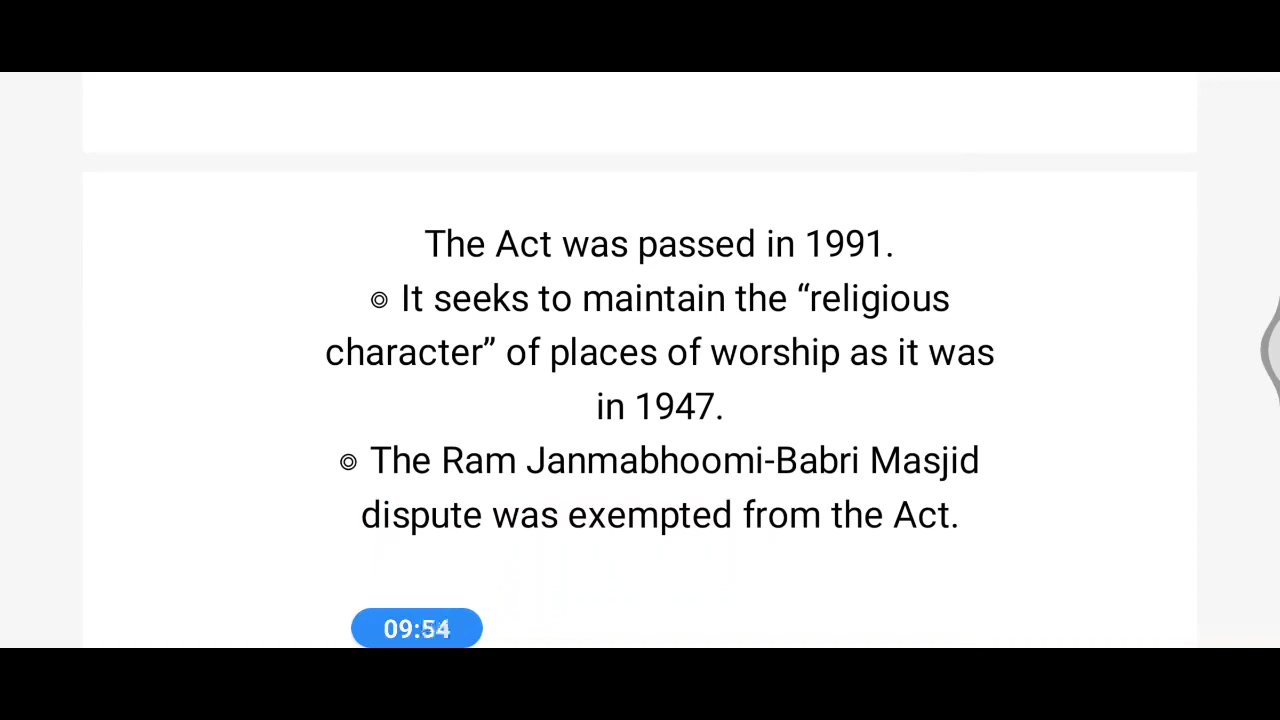 The Act was passed in 1991.
◎ It seeks to maintain the “religious
character” of places of worship as it was
in 1947.
◎ The Ram Janmabhoomi-Babri Masjid
dispute was exempted from the Act.
09:54